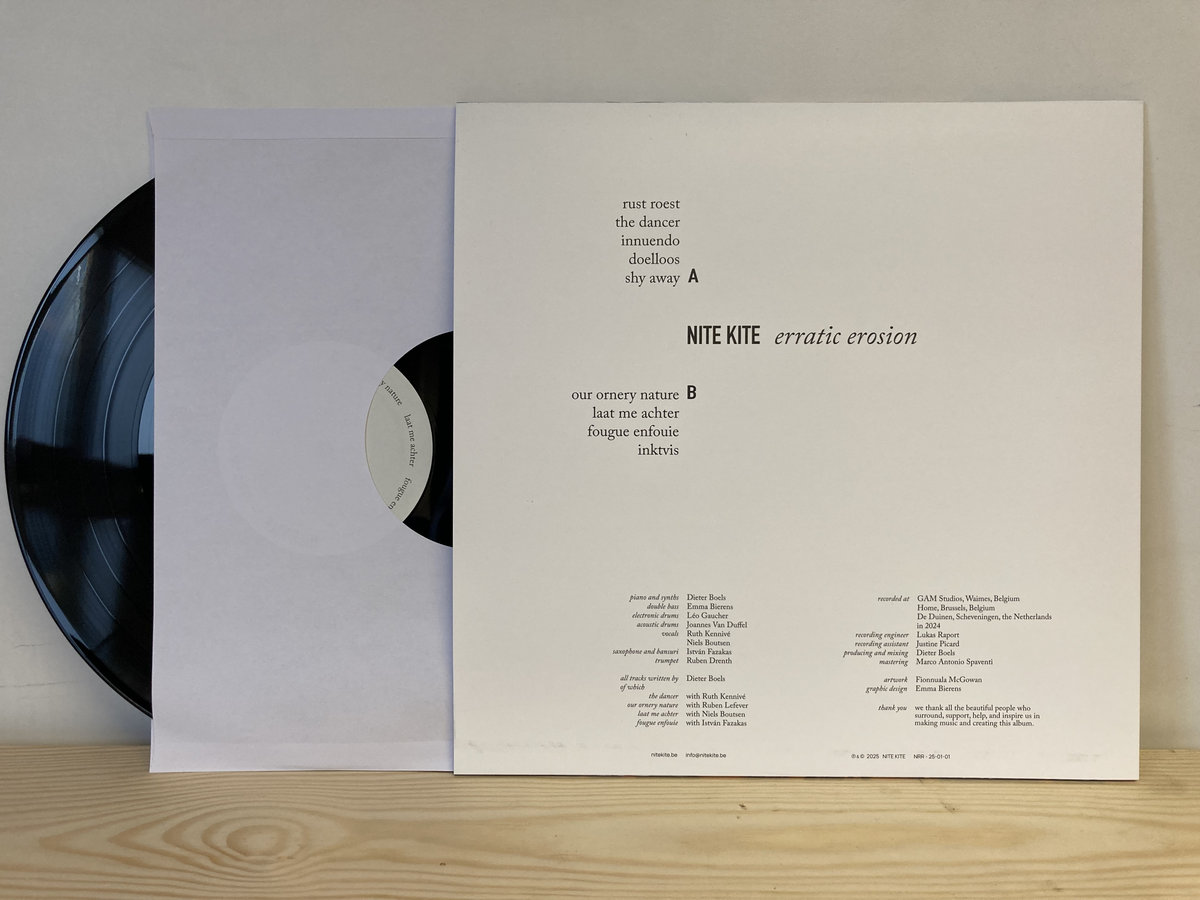 rust roest
the dancer
innuendo
doelloos
shy away A
NITE KITE erratic erosion
our ornery nature B
laat me achter
fougue enfouie
inktvis
y nature
laat me achter
fougue en
piano and synths Dieter Boels
double bass Emma Bierens
electronic drums Léo Gaucher
acoustic drums Joannes Van Duffel
vocals Ruth Kennivé
Niels Boutsen
saxophone and bansuri István Fazakas
trumpet Ruben Drenth
all tracks written by Dieter Boels
of which
the dancer with Ruth Kennivé
our ornery nature with Ruben Lefever
laat me achter with Niels Boutsen
fougue enfouie with István Fazakas
recorded at GAM Studios, Waimes, Belgium
Home, Brussels, Belgium
De Duinen, Scheveningen, the Netherlands
in 2024
recording engineer Lukas Raport
recording assistant Justine Picard
producing and mixing Dieter Boels
mastering Marco Antonio Spaventi
artwork Fionnuala McGowan
graphic design Emma Bierens
thank you we thank all the beautiful people who
surround, support, help, and inspire us in
making music and creating this album.
nitekite.be info@nitekite.be
℗ & © 2025 NITE KITE NRR - 25-01-01